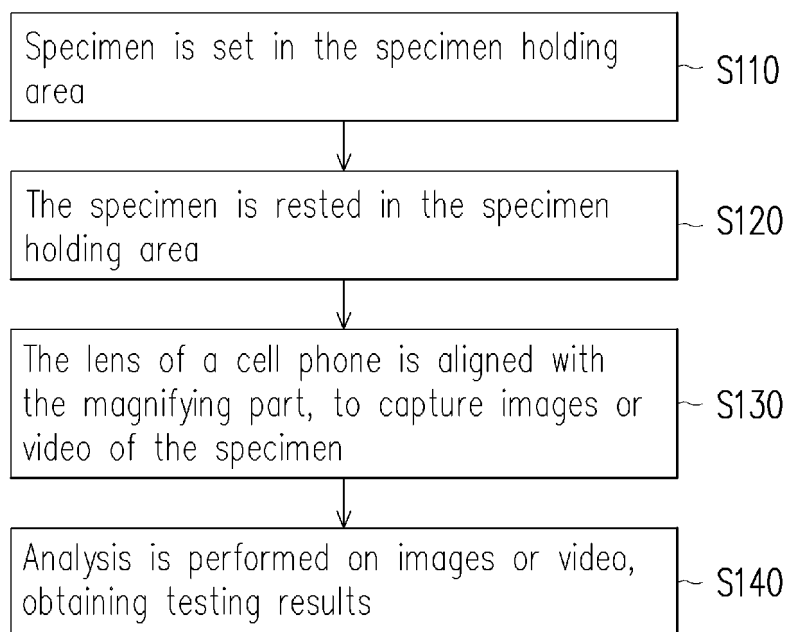 Specimen is set in the specimen holding
area
S110
The specimen is rested in the specimen
holding area
S120
The lens of a cell phone is aligned with
the magnifying part, to capture images or
video of the specimen
S130
Analysis is performed on images or video,
obtaining testing results
S140